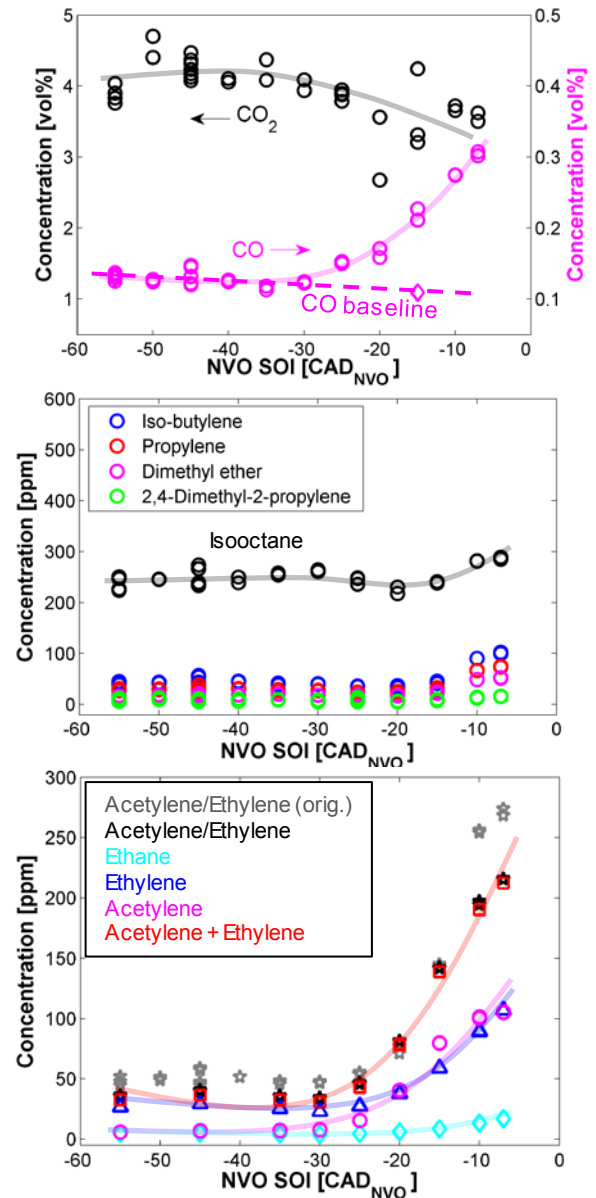 5
0.5
4
0.4
CO2
3
0.3
CO
2
0.2
1
0.1
CO baseline
Concentration [vol%]
Concentration [vol%]
-60 -50 -40 -30 -20 -10 0
NVO SOI [CADNVO]
600
500
400
300
200
100
0
Concentration [ppm]
Iso-butylene
Propylene
Dimethyl ether
2,4-Dimethyl-2-propylene
Isooctane
-60 -50 -40 -30 -20 -10 0
NVO SOI [CADNVO]
300
250
200
150
100
50
0
Concentration [ppm]
Acetylene/Ethylene (orig.)
Acetylene/Ethylene
Ethane
Ethylene
Acetylene
Acetylene + Ethylene
-60 -50 -40 -30 -20 -10 0
NVO SOI [CADNVO]